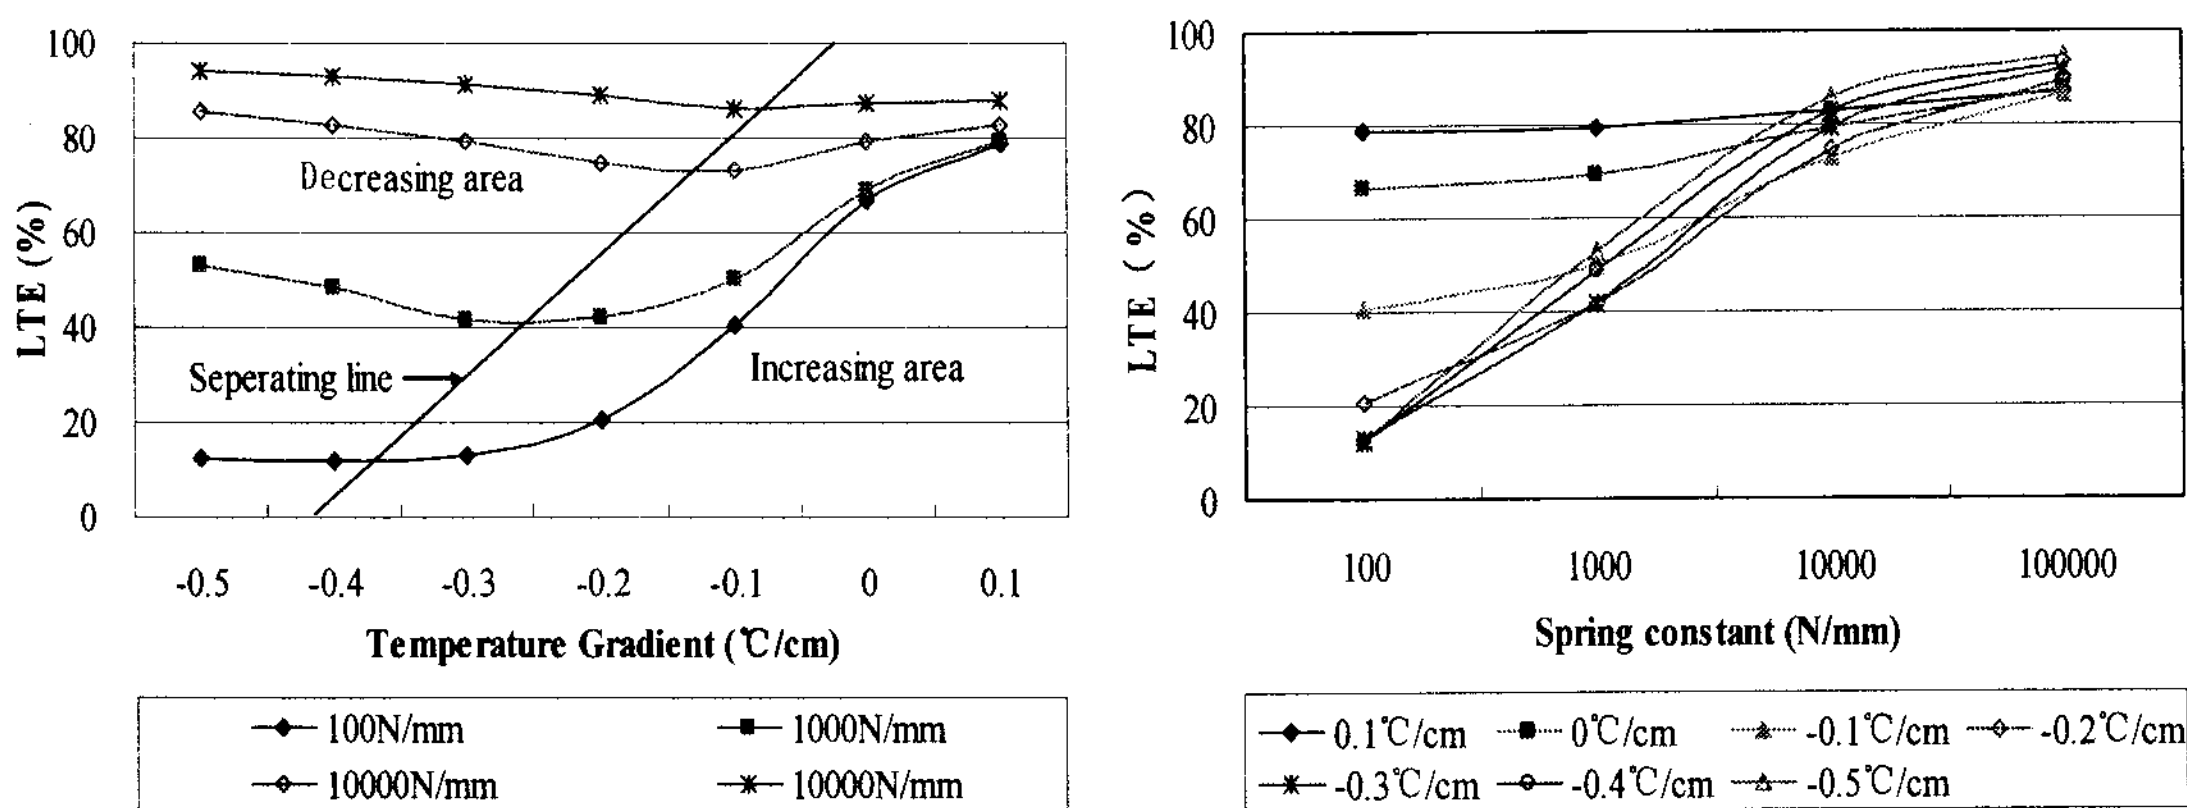 100
80
60
40
20
0
LTE (%)
Decreasing area
Seperating line
Increasing area
-0.5 -0.4 -0.3 -0.2 -0.1 0 0.1
Temperature Gradient (℃/cm)
100N/mm 1000N/mm
10000N/mm 10000N/mm
100
80
60
40
20
0
LTE (%)
100 1000 10000 100000
Spring constant (N/mm)
0.1℃/cm 0℃/cm -0.1℃/cm -0.2℃/cm
-0.3℃/cm -0.4℃/cm -0.5℃/cm